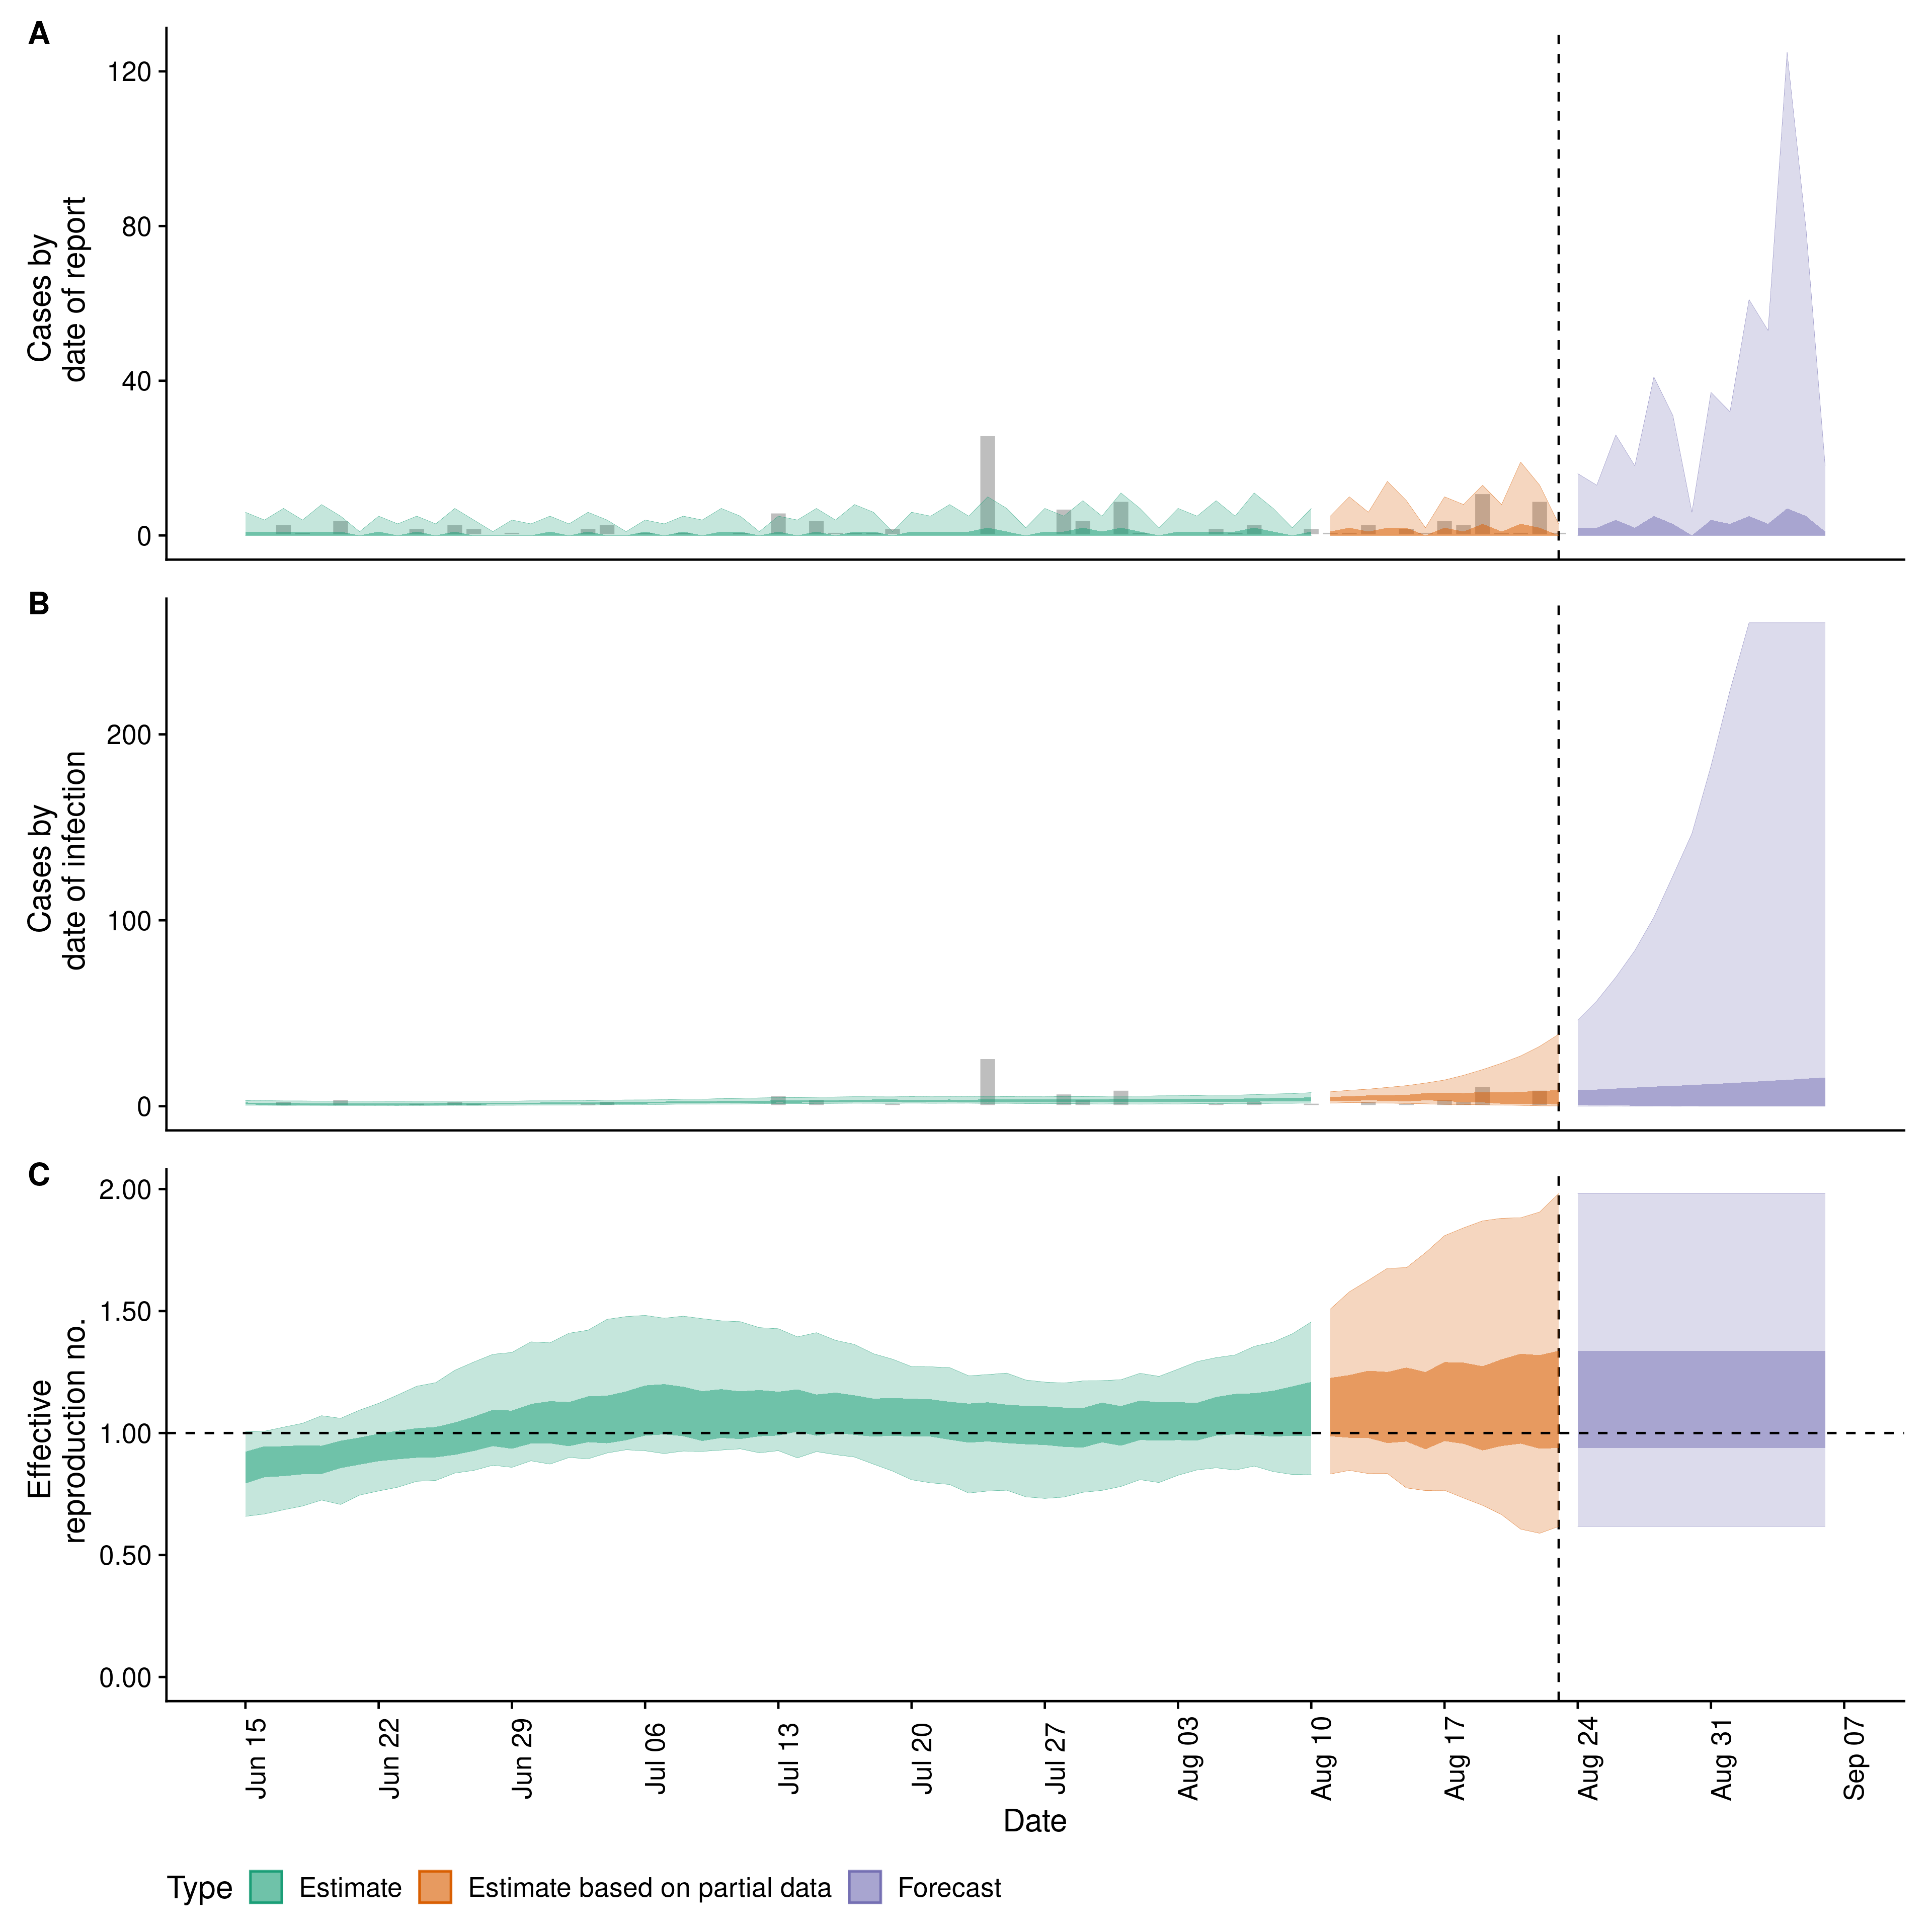 A
120
80
40
0
Cases by
date of report
B
200
100
0
Cases by
date of infection
C
2.00
1.50
1.00
0.50
0.00
Effective
reproduction no.
Jun 15
Jun 22
Jun 29
Jul 06
Jul 13
Jul 20
Jul 27
Aug 03
Aug 10
Aug 17
Aug 24
Aug 31
Sep 07
Date
Type Estimate Estimate based on partial data Forecast